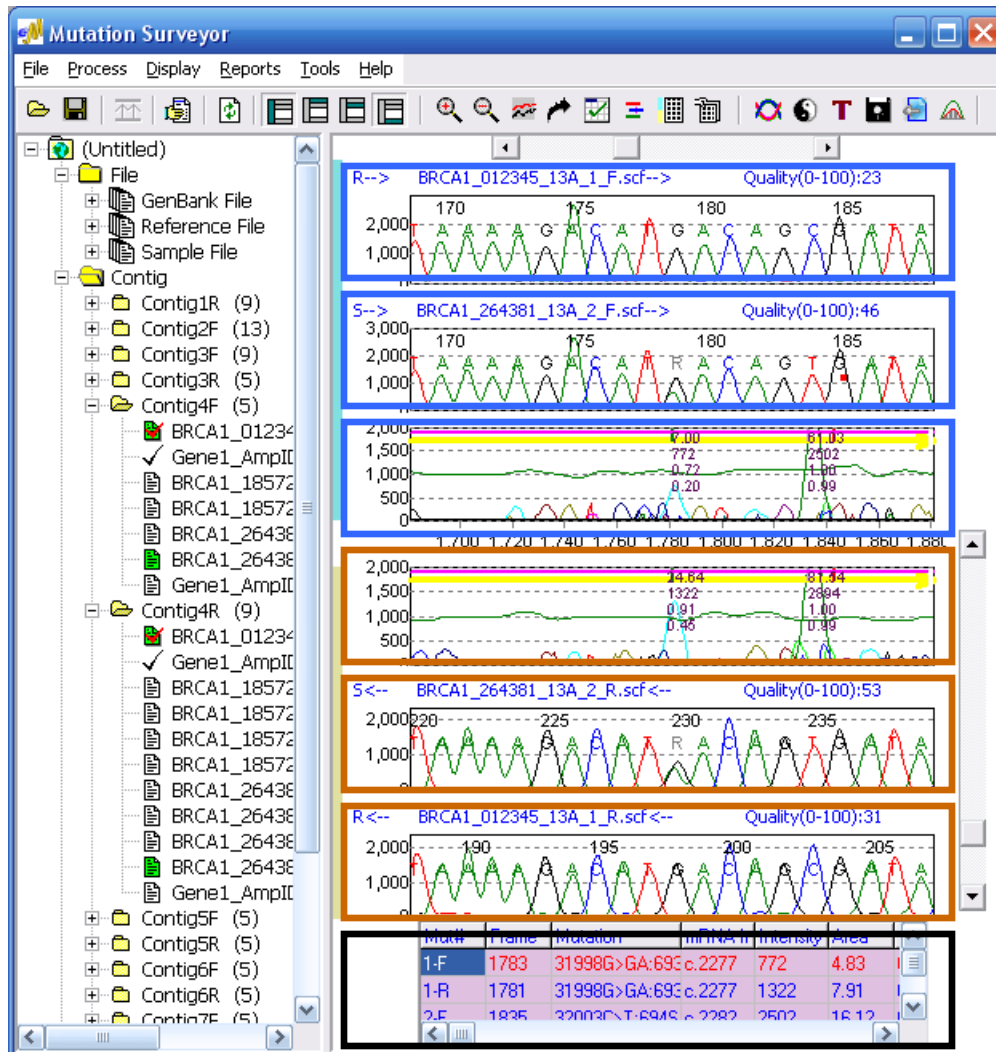 Mutation Surveyor
File Process Display Reports Tools Help
(Untitled)
File
GenBank File
Reference File
Sample File
Contig
Contig1R (9)
Contig2F (13)
Contig3F (9)
Contig3R (5)
Contig4F (5)
BRCA1_01234
Gene1_AmpID
BRCA1_18572
BRCA1_18572
BRCA1_26438
BRCA1_26438
Gene1_AmpID
Contig4R (9)
BRCA1_01234
Gene1_AmpID
BRCA1_18572
BRCA1_18572
BRCA1_18572
BRCA1_18572
BRCA1_26438
BRCA1_26438
BRCA1_26438
BRCA1_26438
Gene1_AmpID
Contig5F (5)
Contig5R (5)
Contig6F (5)
Contig6R (5)
Contig7F (5)
R--> BRCA1_012345_13A_1_F.scf--> Quality(0-100):23
170 175 180 185
2,000 T A A A A G A C A T G A C A G C G A T A
1,000
S--> BRCA1_264381_13A_2_F.scf--> Quality(0-100):46
3,000
170 175 180 185
2,000
T A A A A G A C A T R A C A G T G A T A
1,000
2,000 7.00 61.03
1,500 772 2502
1,000 0.72 1.00
500 0.20 0.99
0
1,700 1,720 1,740 1,760 1,780 1,800 1,820 1,840 1,860 1,880
2,000 24.64 81.94
1,500 1322 2894
1,000 0.91 1.00
500 0.45 0.99
S<-- BRCA1_264381_13A_2_R.scf<-- Quality(0-100):53
2,000 220 225 230 235
T A A A A G A C A T R A C A G T G A T A
1,000
R<-- BRCA1_012345_13A_1_R.scf<-- Quality(0-100):31
2,000 190 195 200 205
T A A A A G A C A T G A C A G C G A T A
1,000
Mut# Frame Mutation mRNA Intensity Area
1-F 1783 31998G>GA;693 c.2277 772 4.83
1-R 1781 31998G>GA;693 c.2277 1322 7.91
2-F 1835 32003C>T;694S c.2282 2502 16.12